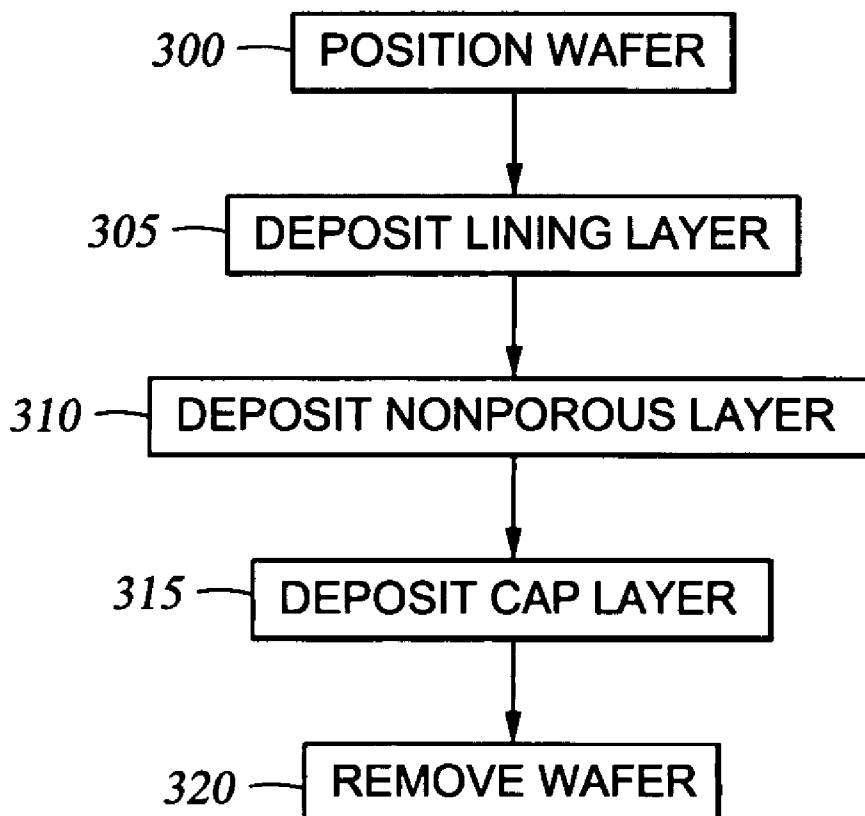 300 POSITION WAFER
305 DEPOSIT LINING LAYER
310 DEPOSIT NONPOROUS LAYER
315 DEPOSIT CAP LAYER
320 REMOVE WAFER